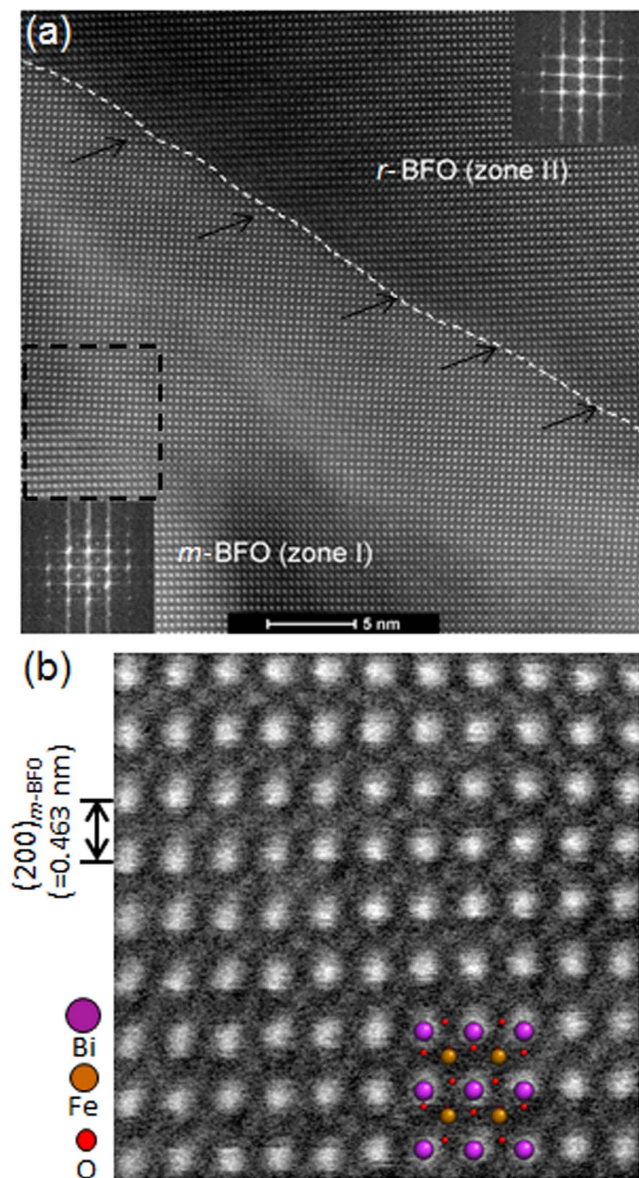 (a)
r-BFO (zone II)
m-BFO (zone I)
5 nm
(b)
{200}m-BFO
{=0.463 nm)
Bi
Fe
O